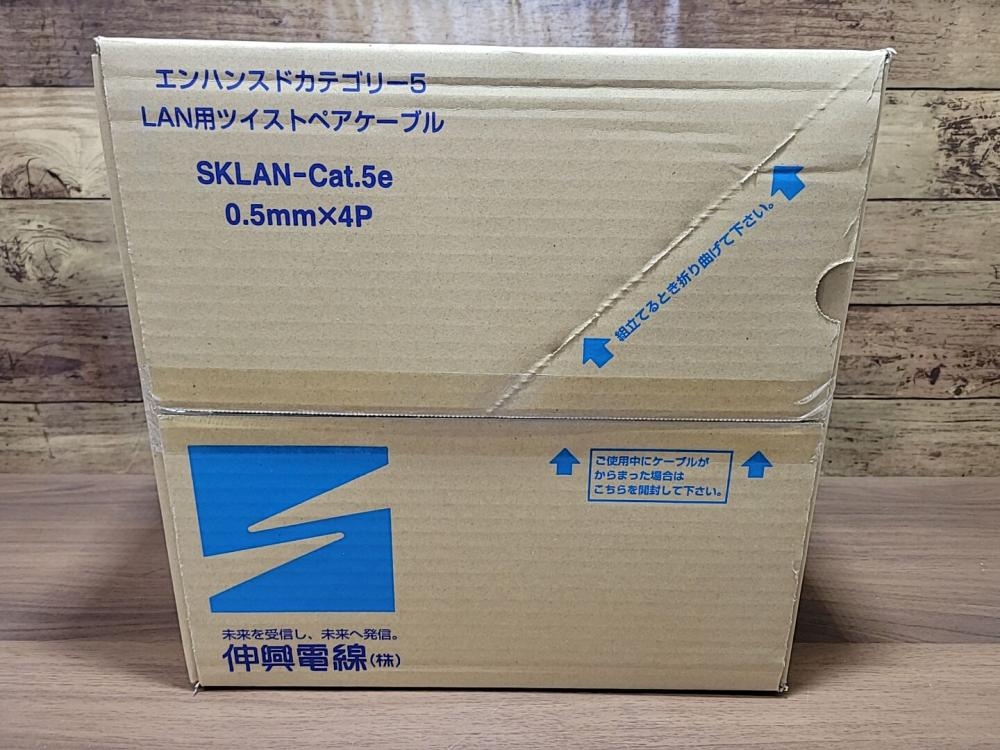 エンハンスドカテゴリー5
LAN用ツイストペアケーブル
SKLAN-Cat.5e
0.5mm×4P
組立てるとき折り曲げて下さい。
ご使用中にケーブルが
からまった場合は
こちらを開封して下さい。
未来を受信し、未来へ発信。
伸興電線(株)